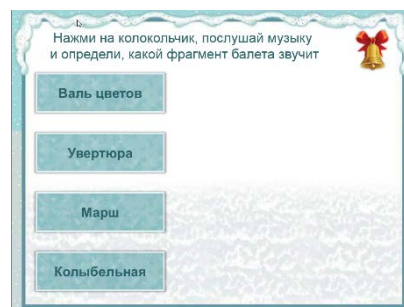 Нажми на колокольчик, послушай музыку
и определи, какой фрагмент балета звучит
Валь цветов
Увертюра
Марш
Колыбельная